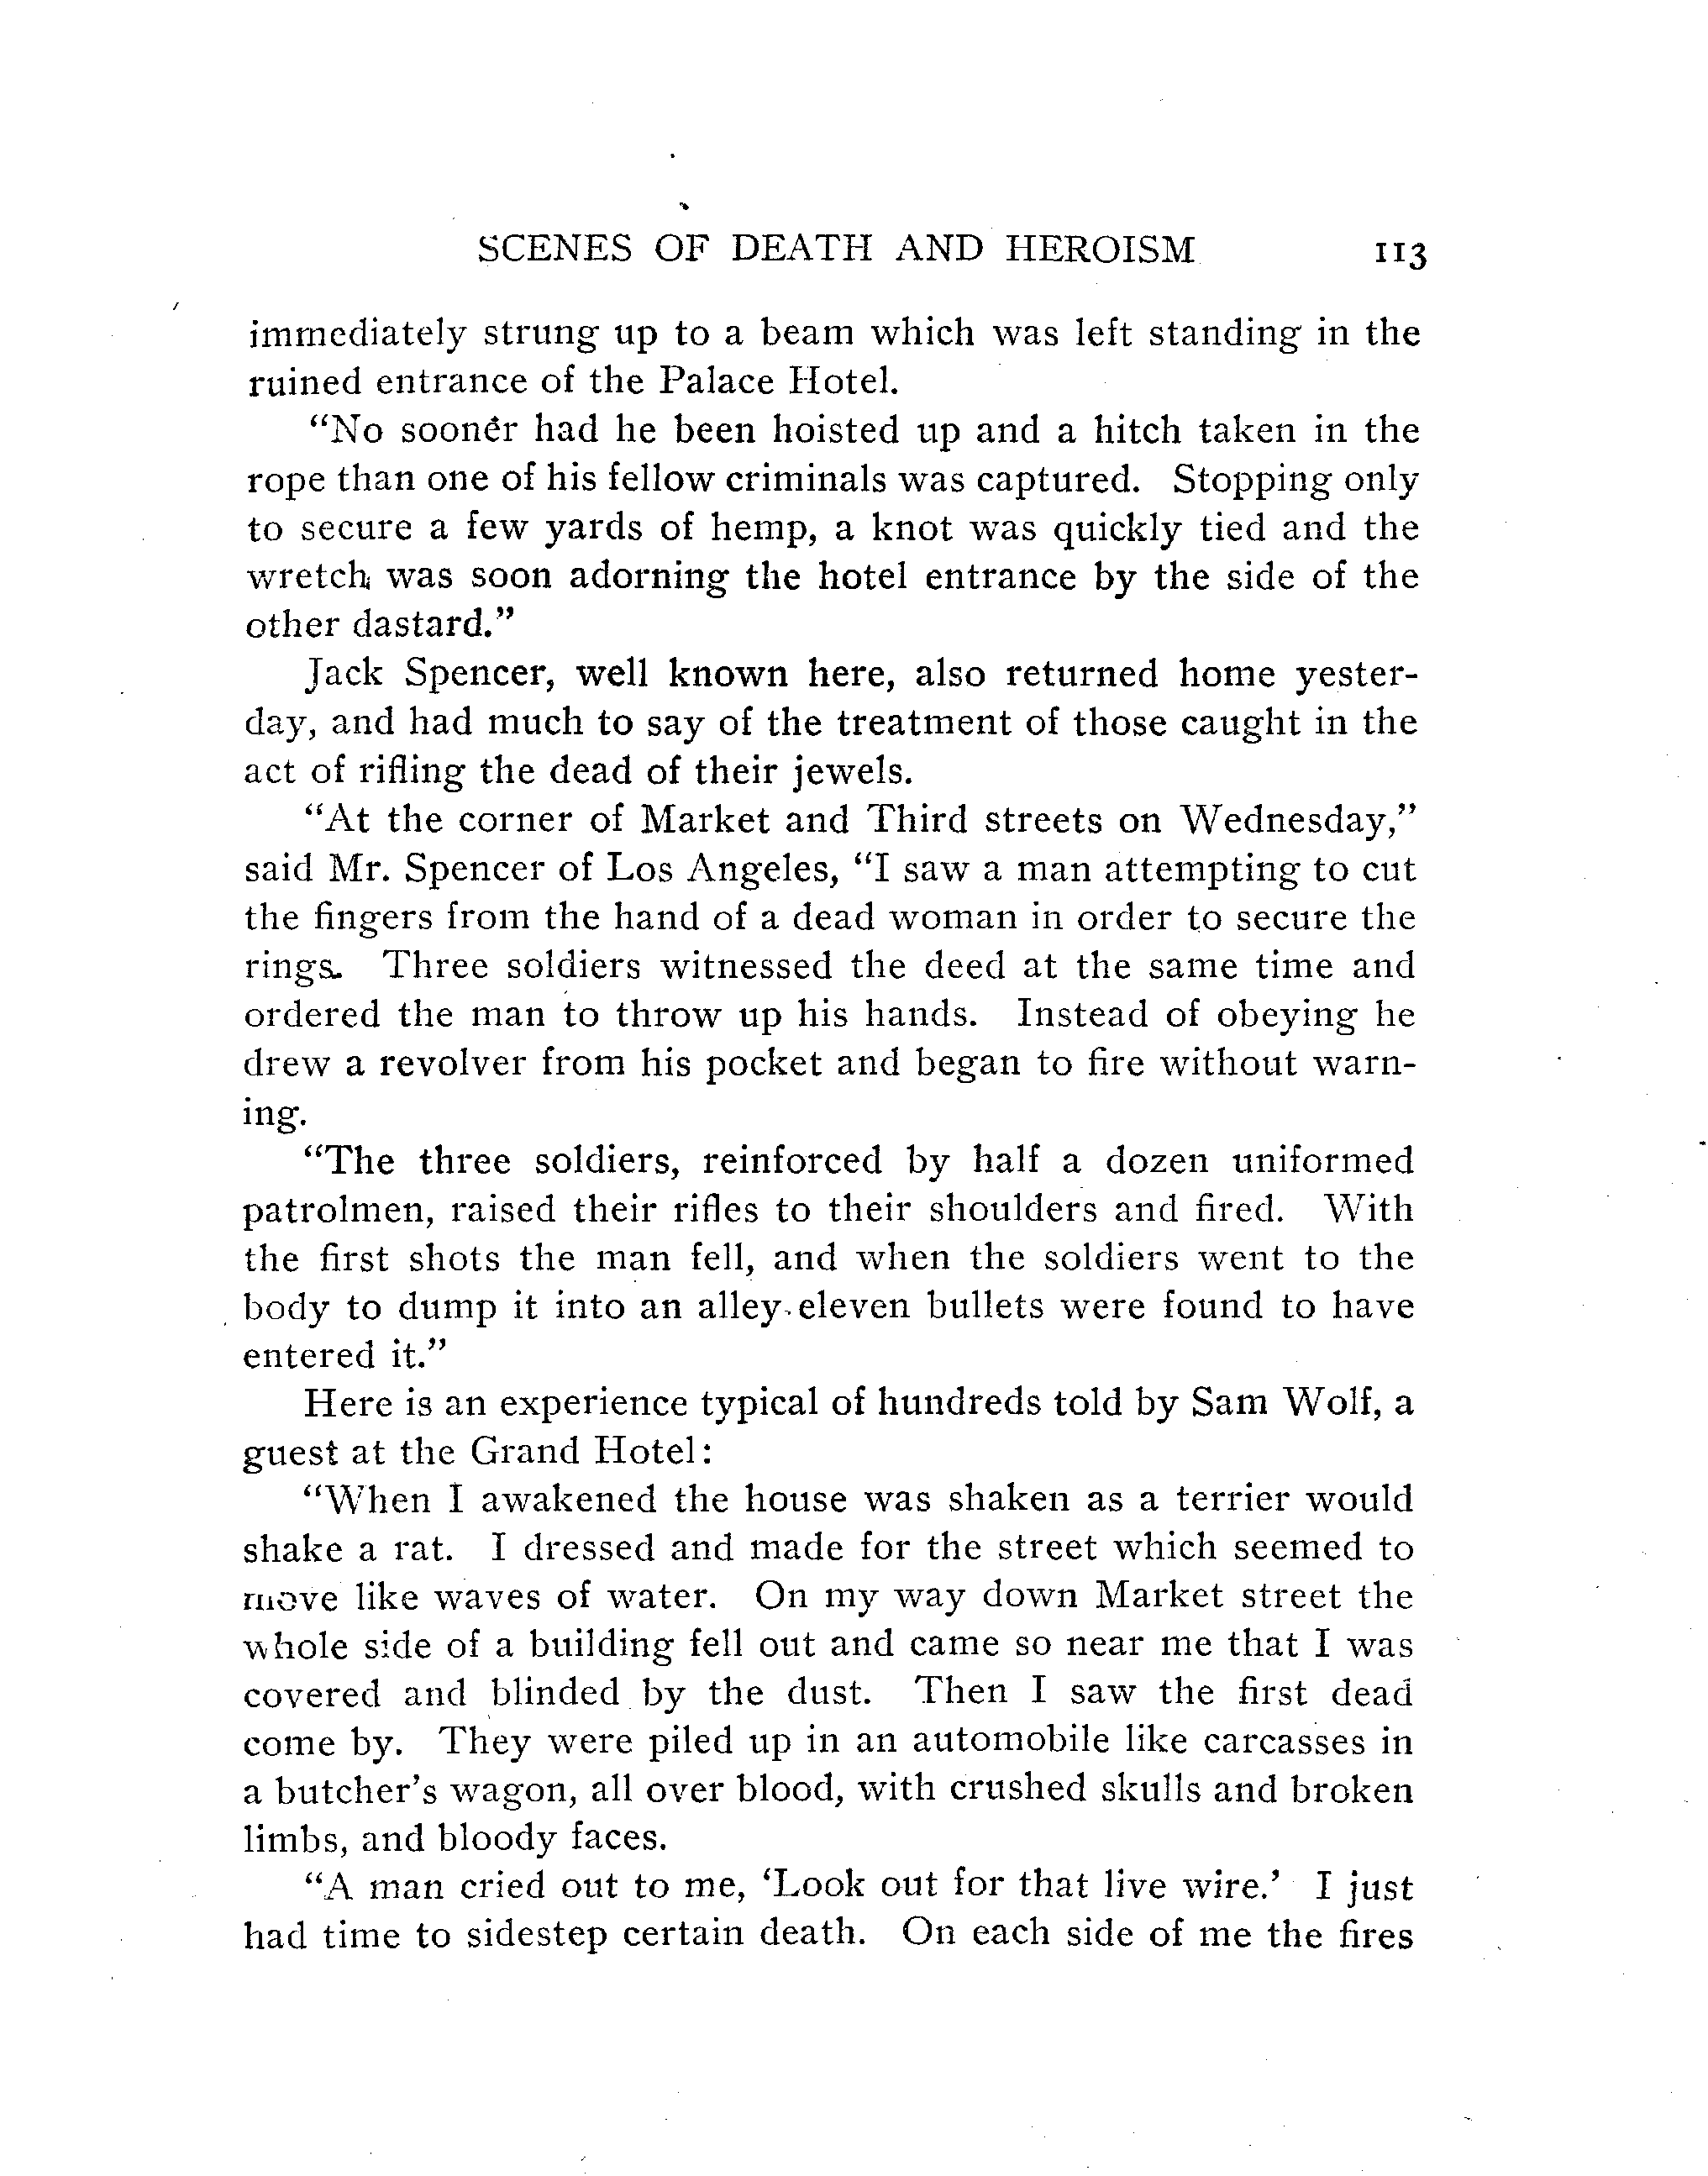 SCENES OF DEATH AND HEROISM 113
immediately strung up to a beam which was left standing in the
ruined entrance of the Palace Hotel.
“No sooner had he been hoisted up and a hitch taken in the
rope than one of his fellow criminals was captured. Stopping only
to secure a few yards of hemp, a knot was quickly tied and the
wretch was soon adorning the hotel entrance by the side of the
other dastard.”
Jack Spencer, well known here, also returned home yester-
day, and had much to say of the treatment of those caught in the
act of rifling the dead of their jewels.
“At the corner of Market and Third streets on Wednesday,”
said Mr. Spencer of Los Angeles, “I saw a man attempting to cut
the fingers from the hand of a dead woman in order to secure the
rings. Three soldiers witnessed the deed at the same time and
ordered the man to throw up his hands. Instead of obeying he
drew a revolver from his pocket and began to fire without warn-
ing.
“The three soldiers, reinforced by half a dozen uniformed
patrolmen, raised their rifles to their shoulders and fired. With
the first shots the man fell, and when the soldiers went to the
body to dump it into an alley eleven bullets were found to have
entered it.”
Here is an experience typical of hundreds told by Sam Wolf, a
guest at the Grand Hotel:
“When I awakened the house was shaken as a terrier would
shake a rat. I dressed and made for the street which seemed to
move like waves of water. On my way down Market street the
whole side of a building fell out and came so near me that I was
covered and blinded by the dust. Then I saw the first dead
come by. They were piled up in an automobile like carcasses in
a butcher’s wagon, all over blood, with crushed skulls and broken
limbs, and bloody faces.
“A man cried out to me, ‘Look out for that live wire.’ I just
had time to sidestep certain death. On each side of me the fires